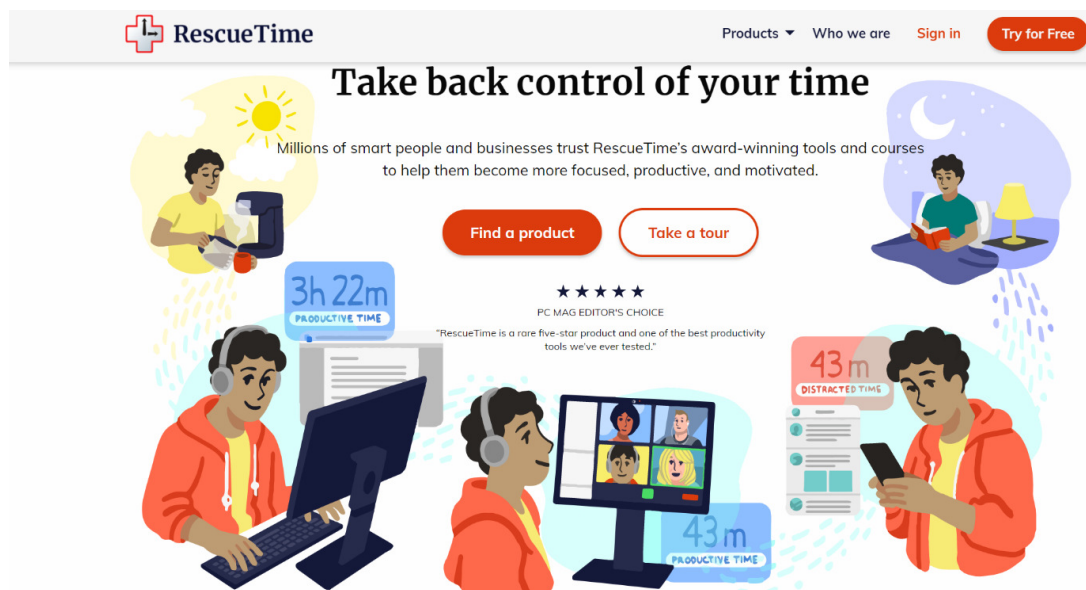 RescueTime
Products
Who we are
Sign in
Try for Free
Take back control of your time
Millions of smart people and businesses trust RescueTime's award-winning tools and courses
to help them become more focused, productive, and motivated.
Find a product
Take a tour
3h 22m
PRODUCTIVE TIME
PC MAG EDITOR'S CHOICE
"RescueTime is a rare five-star product and one of the best productivity
tools we've ever tested."
43m
DISTRACTED TIME
43m
PRODUCTIVE TIME